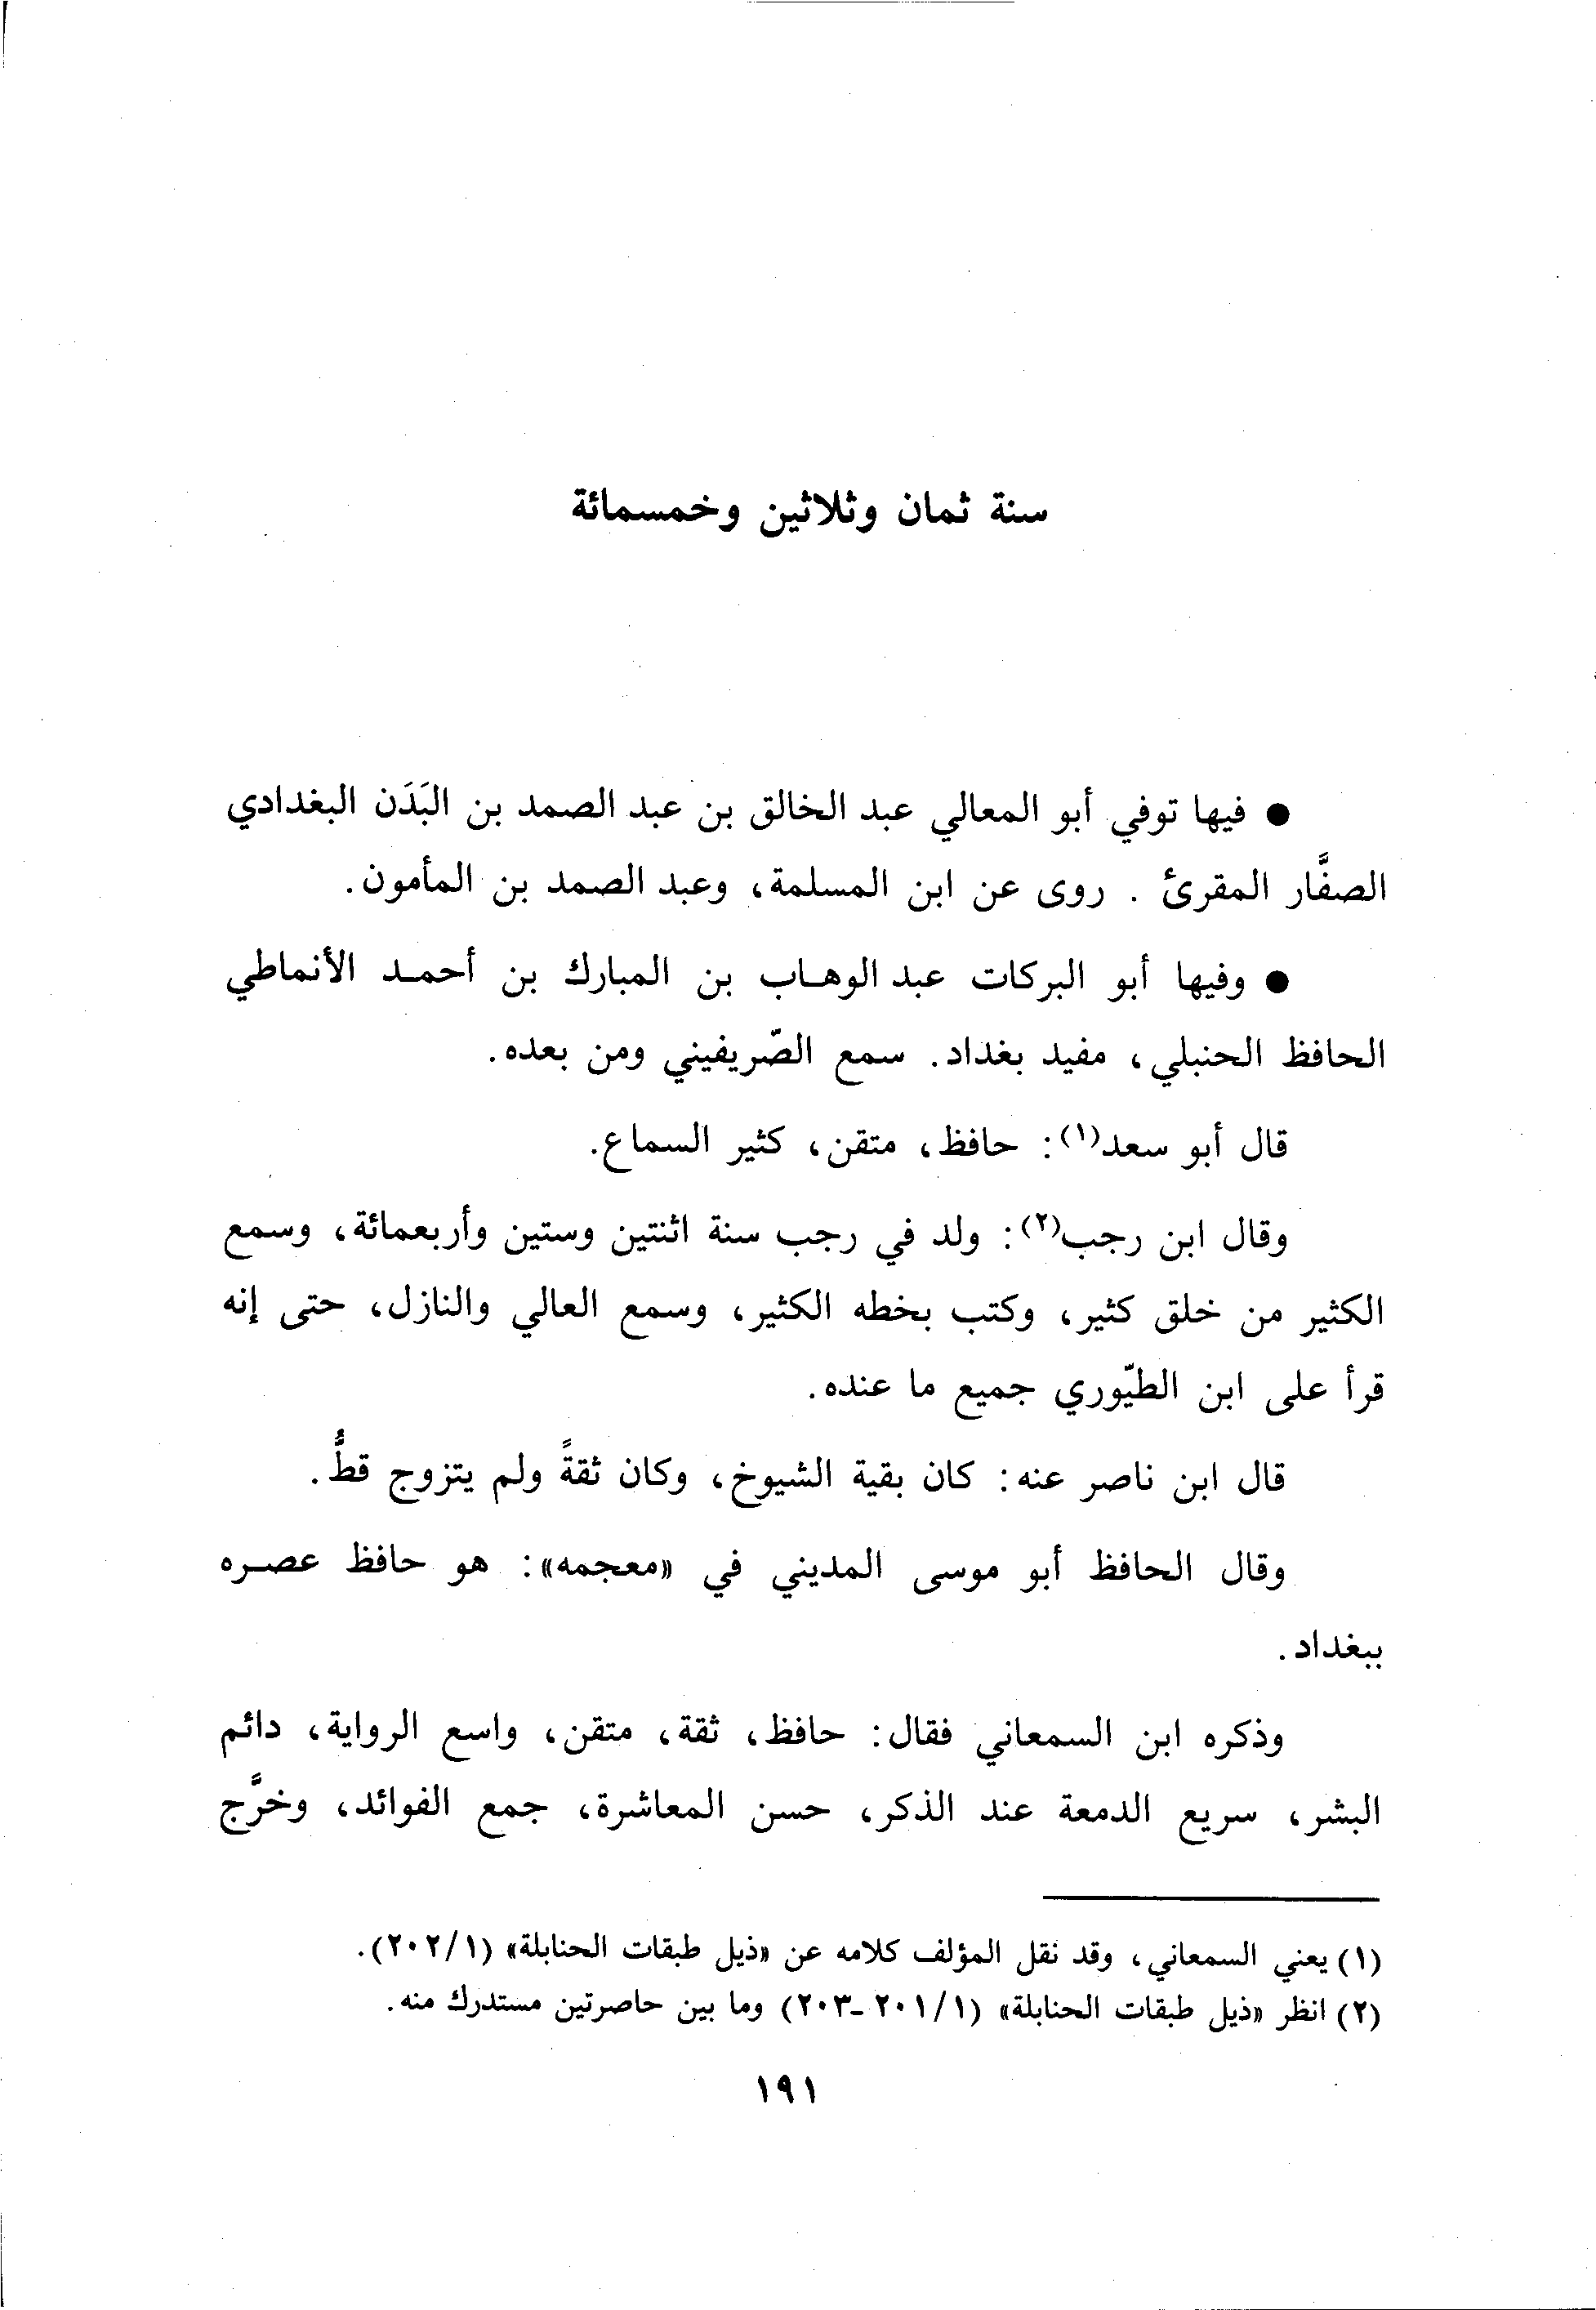 سنة ثمان وثلاثين وخمسمائة
● فيها توفي أبو المعالي عبد الخالق بن عبد الصمد بن البَدَن البغدادي
الصفَّار المقرئ . روى عن ابن المسلمة، وعبد الصمد بن المأمون.
● وفيها أبو البركات عبد الوهاب بن المبارك بن أحمد الأنماطي
الحافظ الحنبلي، مفيد بغداد. سمع الصّريفيني ومن بعده.
قال أبو سعد(١): حافظ، متقن، كثير السماع.
وقال ابن رجب(٢): ولد في رجب سنة اثنتين وستين وأربعمائة، وسمع
الكثير من خلق كثير، وكتب بخطه الكثير، وسمع العالي والنازل، حتى إنه
قرأ على ابن الطيّوري جميع ما عنده.
قال ابن ناصر عنه: كان بقية الشيوخ، وكان ثقةً ولم يتزوج قطُّ.
وقال الحافظ أبو موسى المديني في «معجمه»: هو حافظ عصره
ببغداد.
وذكره ابن السمعاني فقال: حافظ، ثقة، متقن، واسع الرواية، دائم
البشر، سريع الدمعة عند الذكر، حسن المعاشرة، جمع الفوائد، وخرَّج
(١) يعني السمعاني، وقد نقل المؤلف كلامه عن «ذيل طبقات الحنابلة» (٢٠٢/١).
(٢) انظر «ذيل طبقات الحنابلة» (٢٠١/١ ـ ٢٠٣) وما بين حاصرتين مستدرك منه.
١٩١